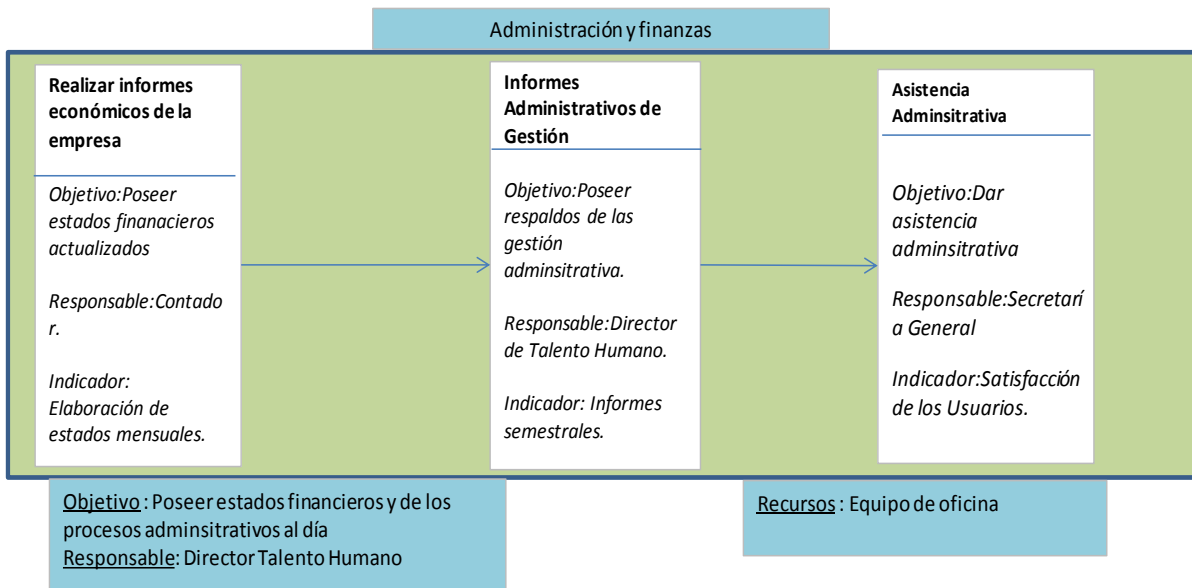 Administración y finanzas
Realizar informes
económicos de la
empresa
Objetivo:Poseer
estados finanacieros
actualizados
Responsable:Contado
r.
Indicador:
Elaboración de
estados mensuales.
Informes
Administrativos de
Gestión
Objetivo:Poseer
respaldos de las
gestión
adminsitrativa.
Responsable:Director
de Talento Humano.
Indicador: Informes
semestrales.
Asistencia
Adminsitrativa
Objetivo:Dar
asistencia
adminsitrativa
Responsable:Secretarí
a General
Indicador:Satisfacción
de los Usuarios.
Objetivo : Poseer estados financieros y de los
procesos adminsitrativos al día
Responsable: Director Talento Humano
Recursos : Equipo de oficina